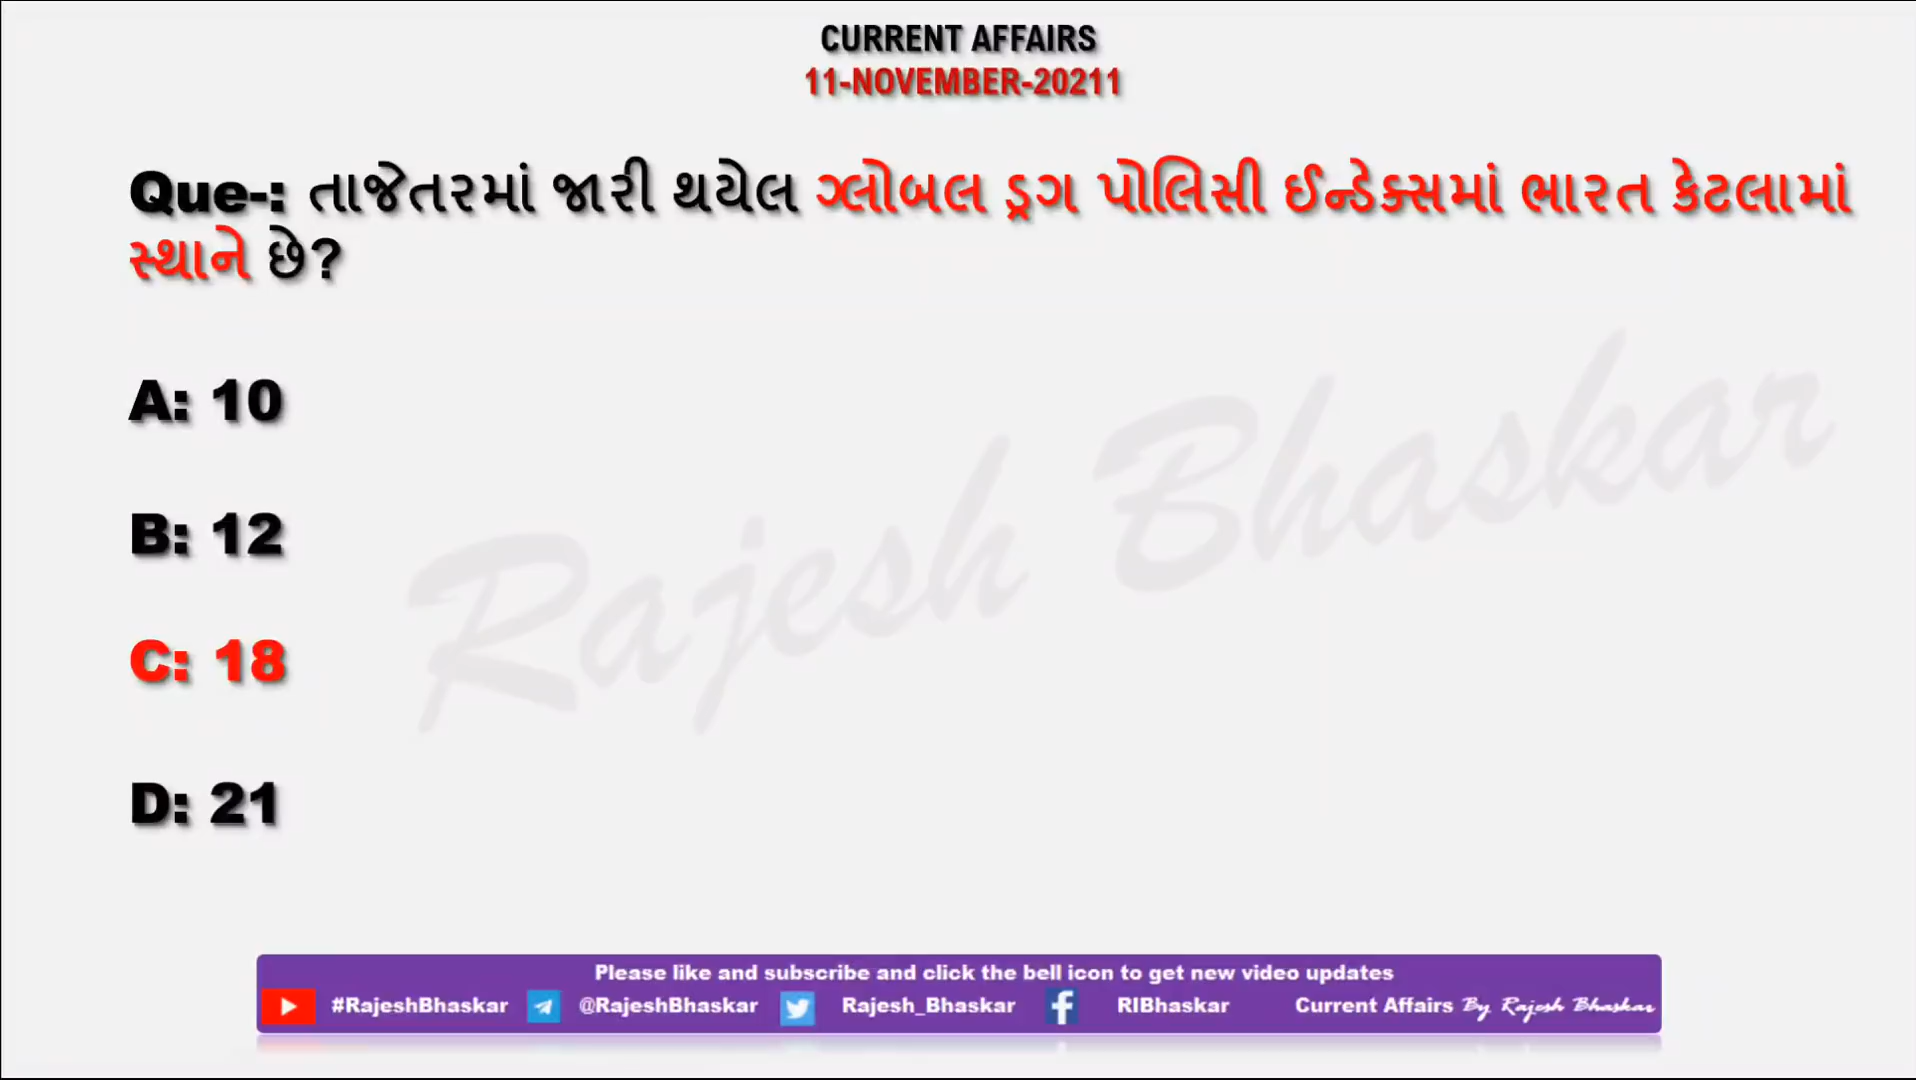 CURRENT AFFAIRS
11-NOVEMBER-20211
Que-: તાજેતરમાં જારી થયેલ ગ્લોબલ ડ્રગ પોલિસી ઈન્ડેક્સમાં ભારત કેટલામાં
સ્થાને છે?
A: 10
B: 12
C: 18
D: 21
Rajesh Bhaskar
Please like and subscribe and click the bell icon to get new video updates
#RajeshBhaskar @RajeshBhaskar Rajesh_Bhaskar RIBhaskar Current Affairs By Rajesh Bhaskar